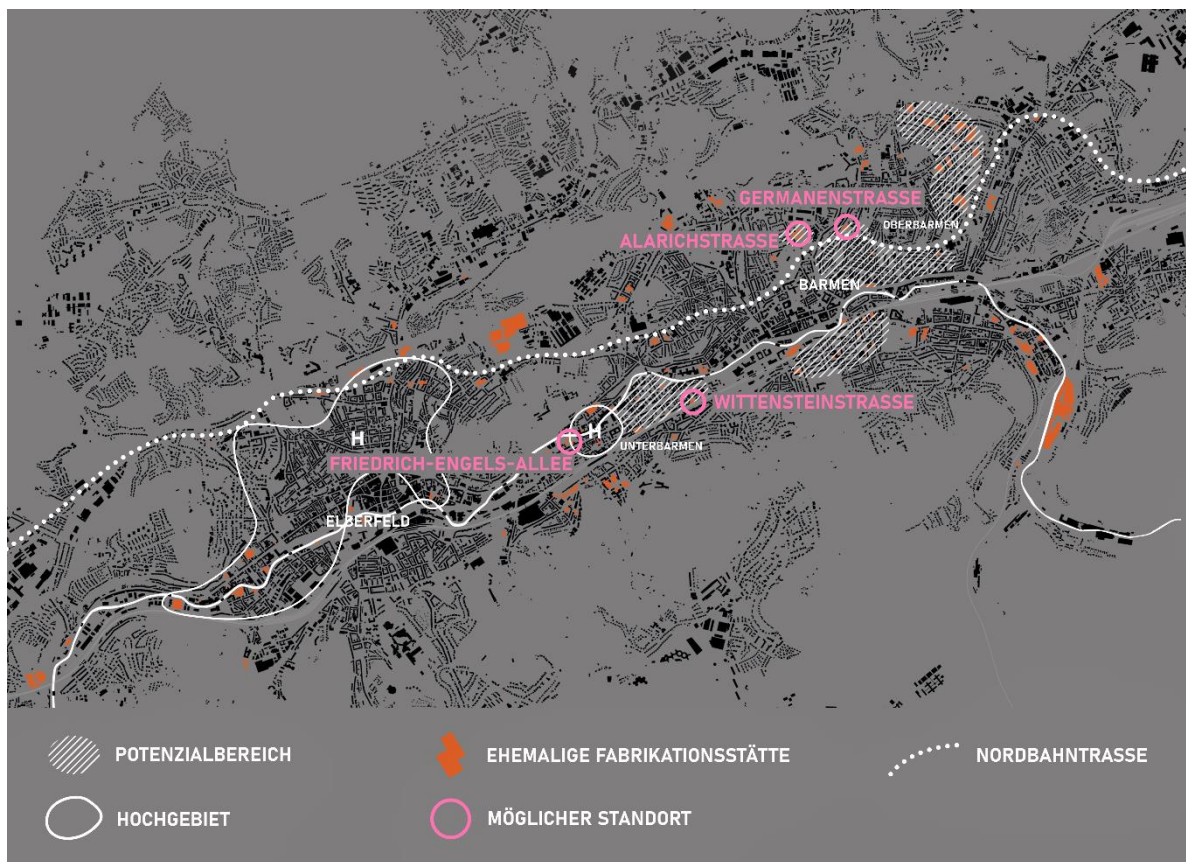 GERMANENSTRASSE
OBERBARMEN
ALARICHSTRASSE
BARMEN
WITTENSTEINSTRASSE
H
H
UNTERBARMEN
FRIEDRICH-ENGELS-ALLEE
ELBERFELD
POTENZIALBEREICH
EHEMALIGE FABRIKATIONSSTÄTTE
NORDBAHNTRASSE
HOCHGEBIET
MÖGLICHER STANDORT